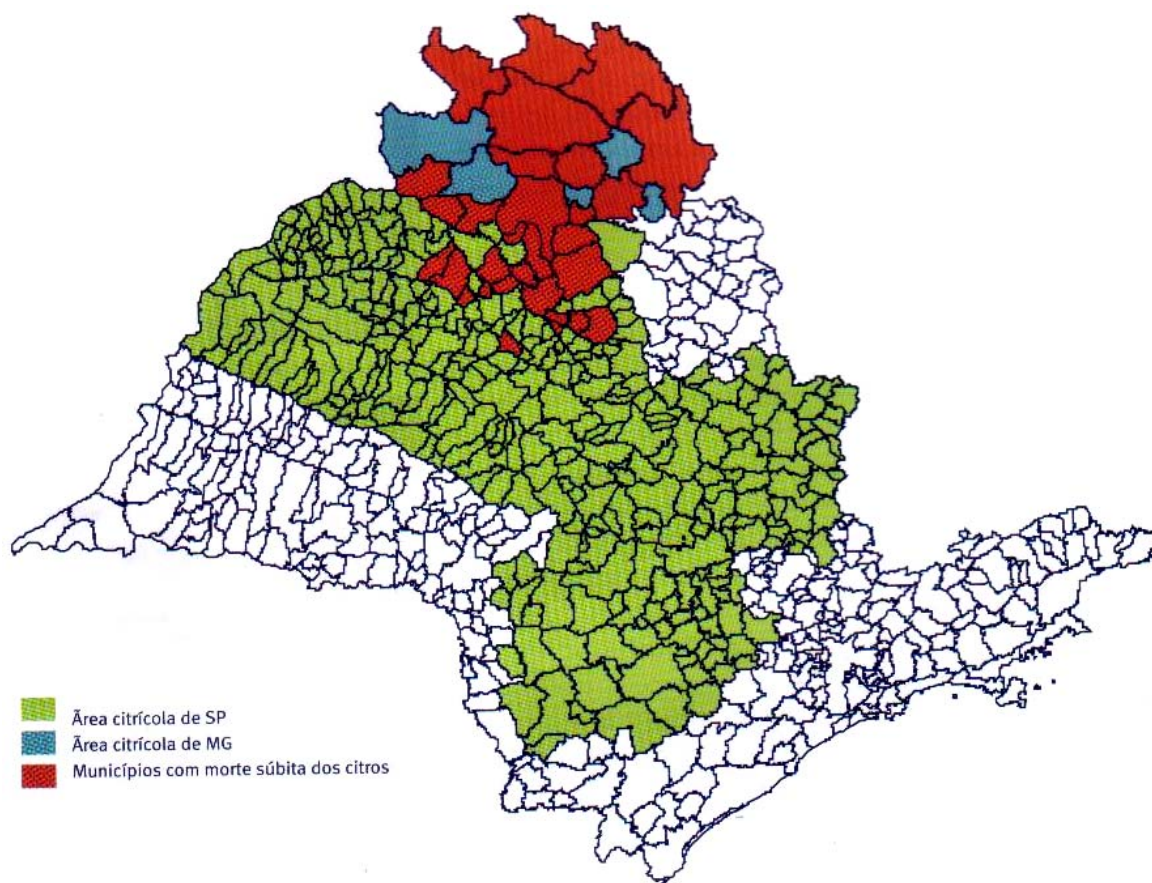 Área citrícola de SP
Área citrícola de MG
Municípios com morte súbita dos citros